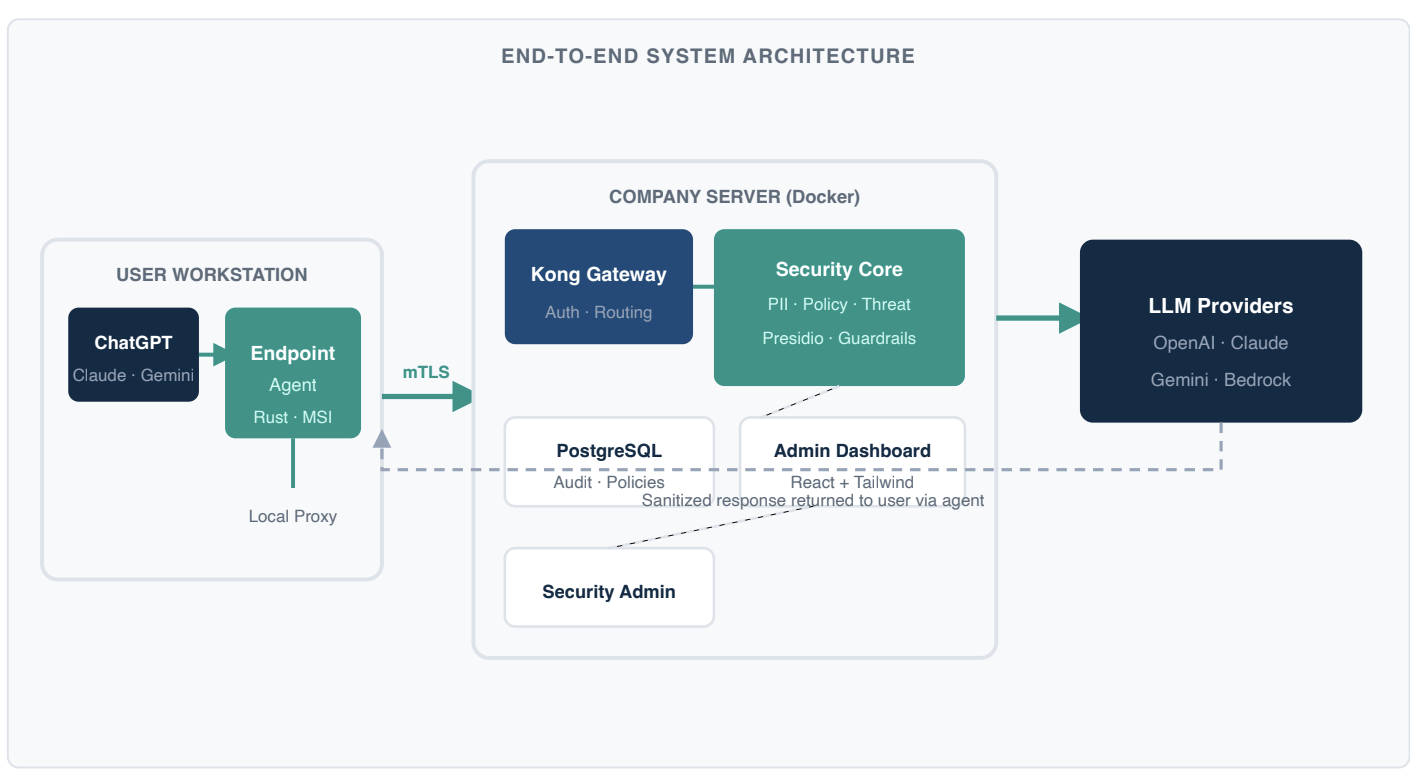 END-TO-END SYSTEM ARCHITECTURE
USER WORKSTATION
ChatGPT
Claude · Gemini
Endpoint
Agent
Rust · MSI
Local Proxy
mTLS
COMPANY SERVER (Docker)
Kong Gateway
Auth · Routing
Security Core
PII · Policy · Threat
Presidio · Guardrails
PostgreSQL
Audit · Policies
Admin Dashboard
React + Tailwind
Sanitized response returned to user via agent
Security Admin
LLM Providers
OpenAI · Claude
Gemini · Bedrock